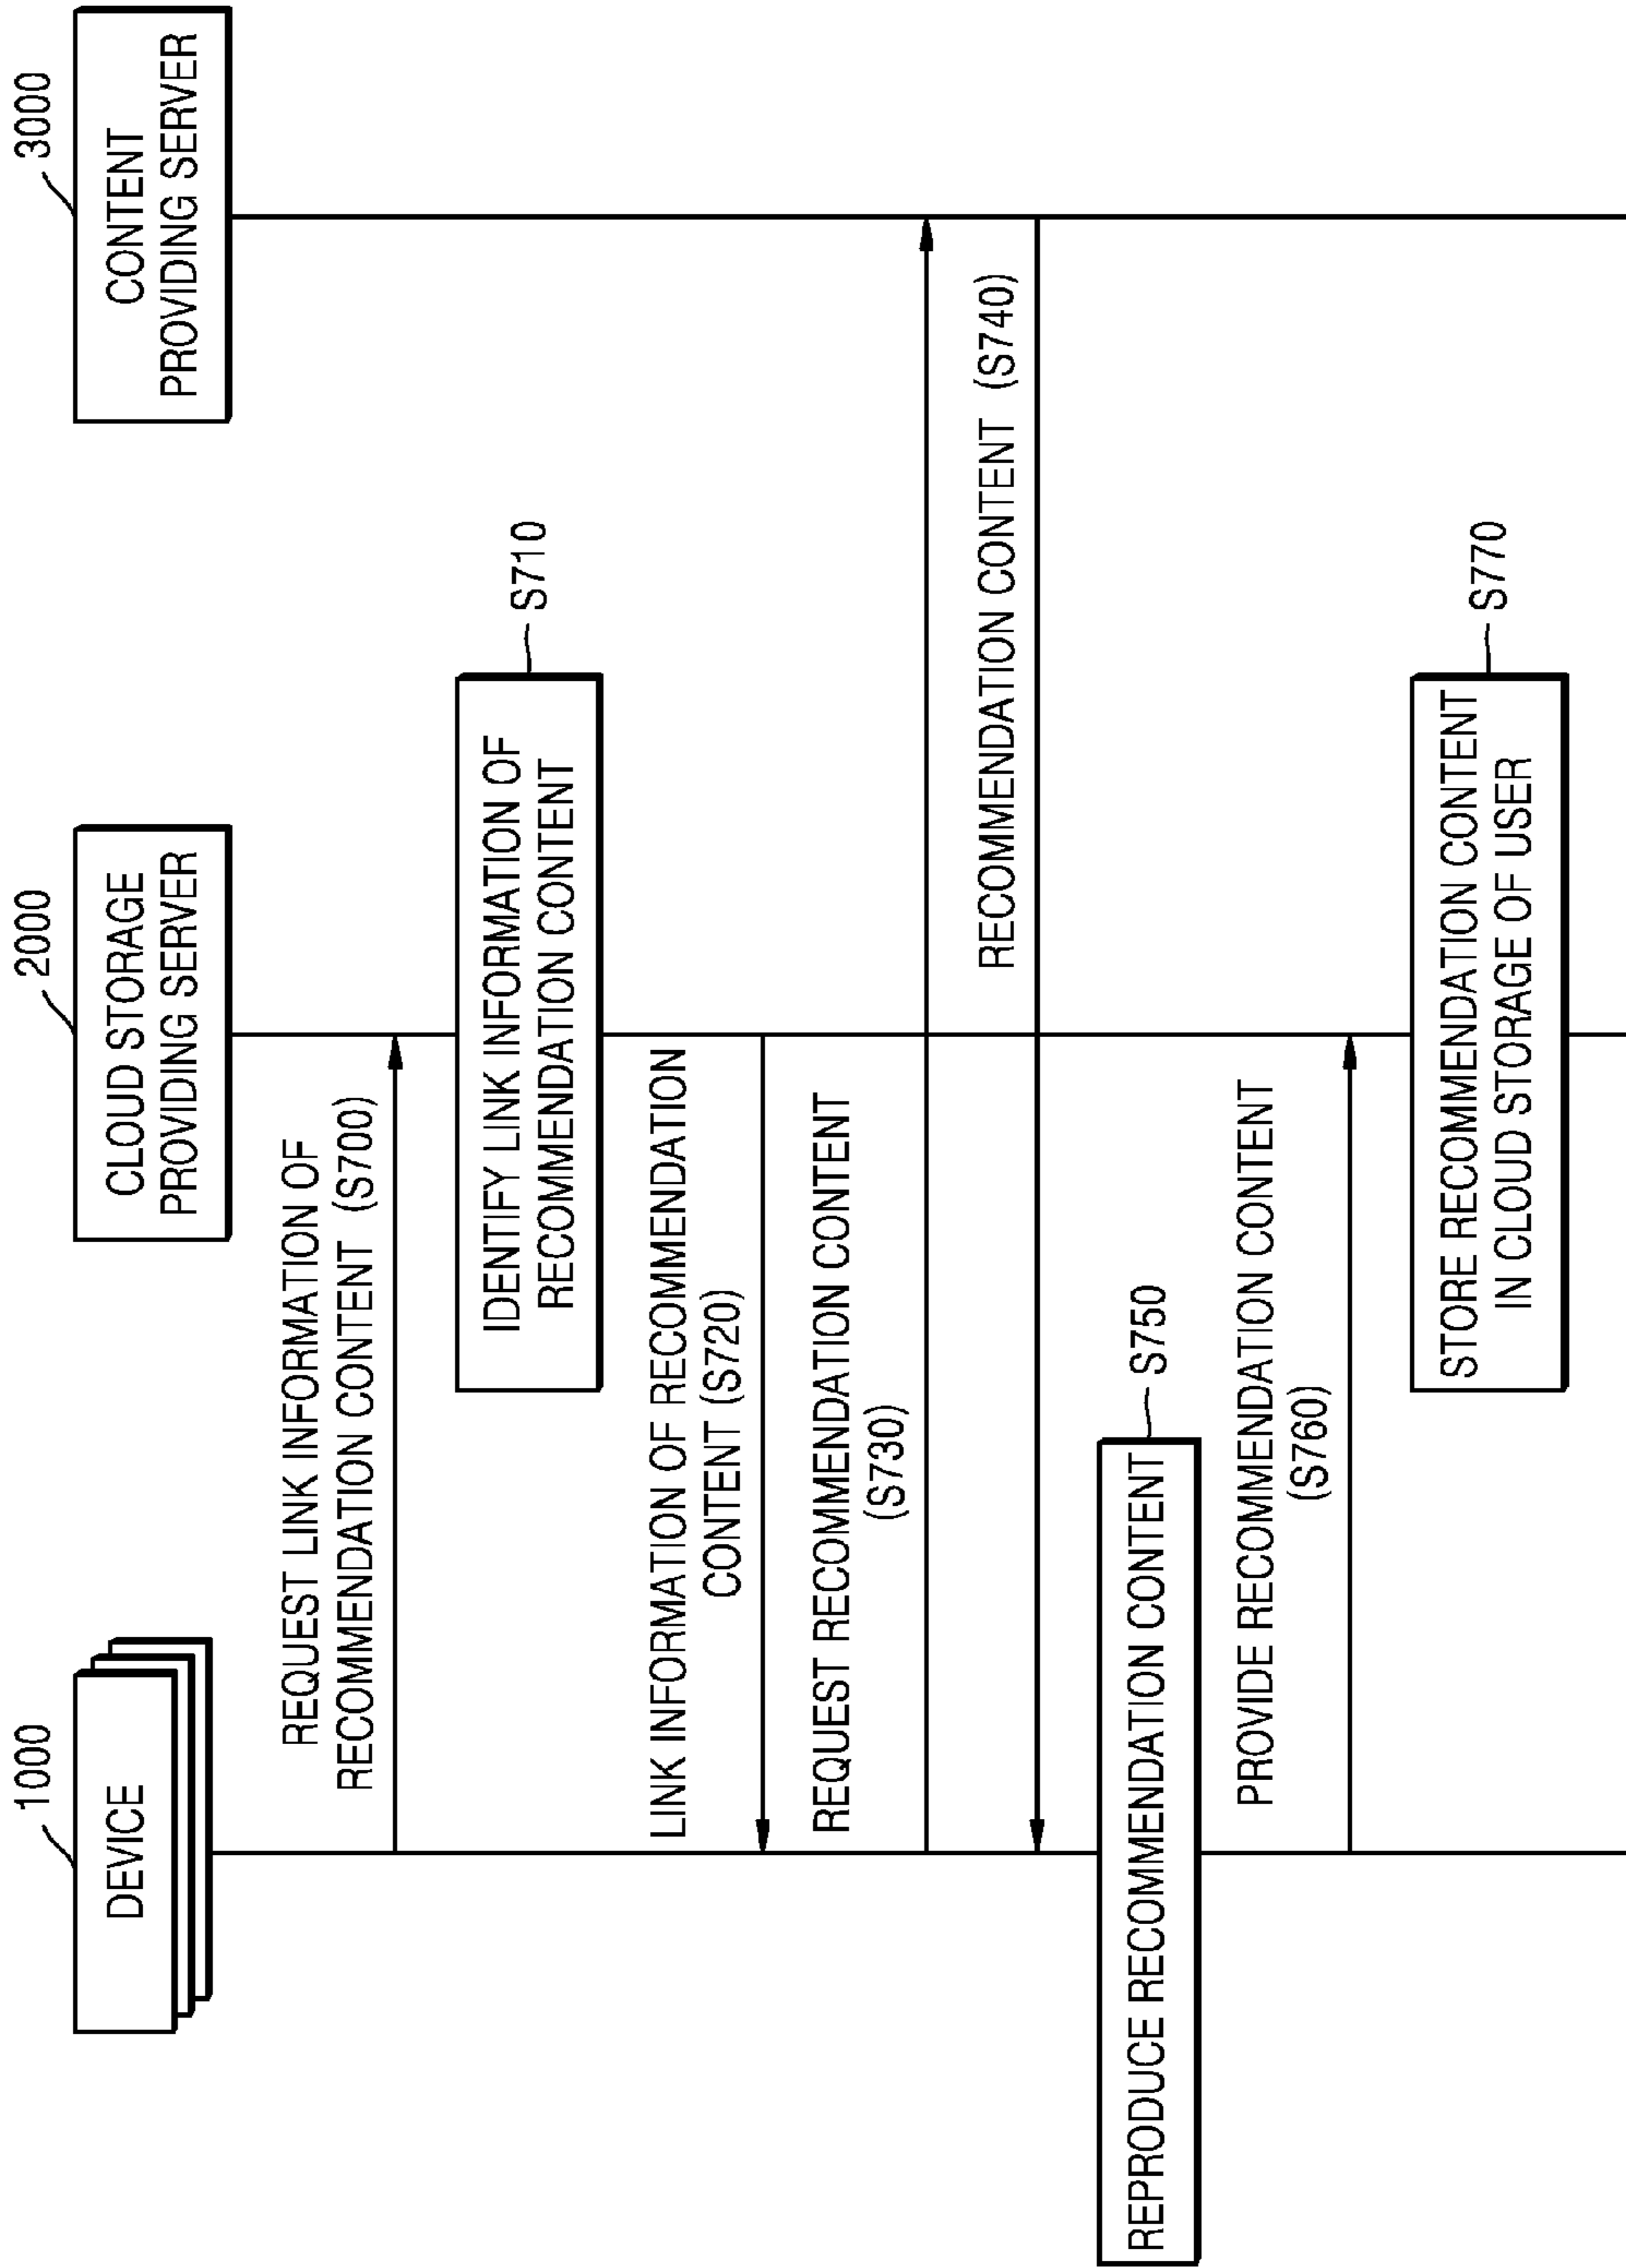 1000
DEVICE
2000
CLOUD STORAGE
PROVIDING SERVER
3000
CONTENT
PROVIDING SERVER
REQUEST LINK INFORMATION OF
RECOMMENDATION CONTENT (S700)
IDENTIFY LINK INFORMATION OF
RECOMMENDATION CONTENT
S710
LINK INFORMATION OF RECOMMENDATION
CONTENT (S720)
REQUEST RECOMMENDATION CONTENT
(S730)
RECOMMENDATION CONTENT (S740)
REPRODUCE RECOMMENDATION CONTENT
S750
PROVIDE RECOMMENDATION CONTENT
(S760)
STORE RECOMMENDATION CONTENT
IN CLOUD STORAGE OF USER
S770